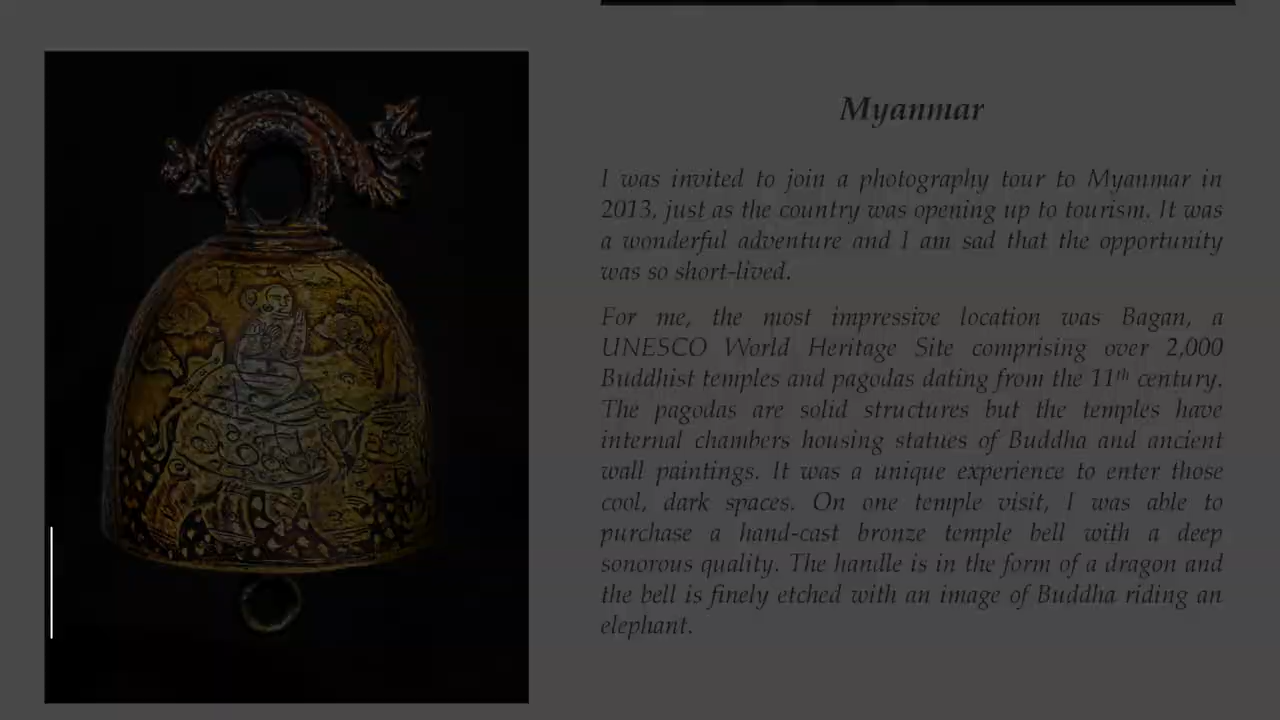 Myanmar
I was invited to join a photography tour to Myanmar in
2013, just as the country was opening up to tourism. It was
a wonderful adventure and I am sad that the opportunity
was so short-lived.
For me, the most impressive location was Bagan, a
UNESCO World Heritage Site comprising over 2,000
Buddhist temples and pagodas dating from the 11th century.
The pagodas are solid structures but the temples have
internal chambers housing statues of Buddha and ancient
wall paintings. It was a unique experience to enter those
cool, dark spaces. On one temple visit, I was able to
purchase a hand-cast bronze temple bell with a deep
sonorous quality. The handle is in the form of a dragon and
the bell is finely etched with an image of Buddha riding an
elephant.